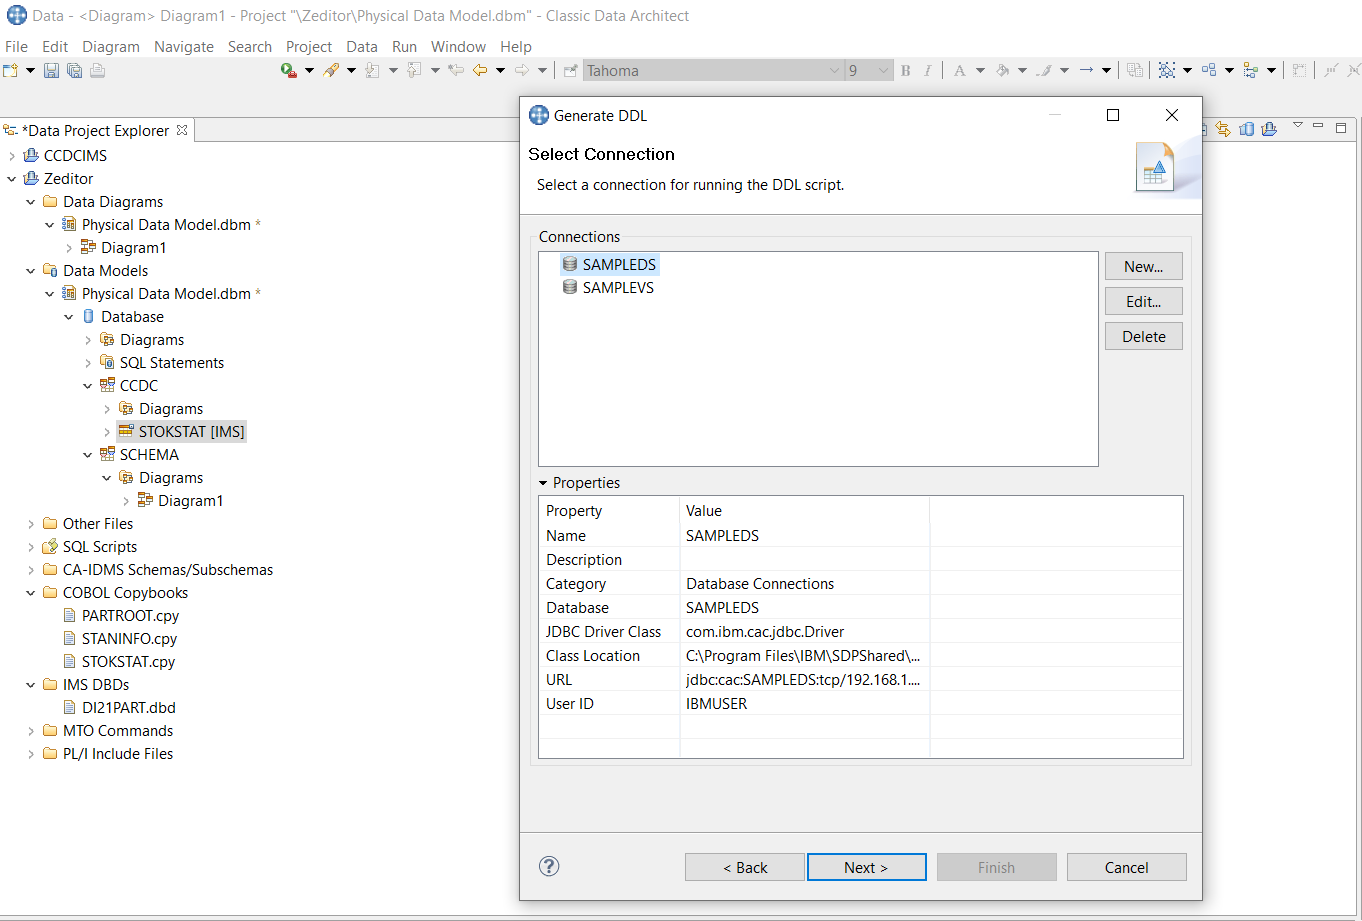 Data - <Diagram> Diagram1 - Project "\Zeditor\Physical Data Model.dbm" - Classic Data Architect
File Edit Diagram Navigate Search Project Data Run Window Help
Tahoma 9 B I A
*Data Project Explorer
CCDCIMS
Zeditor
Data Diagrams
Physical Data Model.dbm *
Diagram1
Data Models
Physical Data Model.dbm *
Database
Diagrams
SQL Statements
CCDC
Diagrams
STOKSTAT [IMS]
SCHEMA
Diagrams
Diagram1
Other Files
SQL Scripts
CA-IDMS Schemas/Subschemas
COBOL Copybooks
PARTROOT.cpy
STANINFO.cpy
STOKSTAT.cpy
IMS DBDs
DI21PART.dbd
MTO Commands
PL/I Include Files
Generate DDL
Select Connection
Select a connection for running the DDL script.
Connections
SAMPLEDS
SAMPLEVS
New...
Edit...
Delete
Properties
Property Value
Name SAMPLEDS
Description
Category Database Connections
Database SAMPLEDS
JDBC Driver Class com.ibm.cac.jdbc.Driver
Class Location C:\Program Files\IBM\SDPShared\...
URL jdbc:cac:SAMPLEDS:tcp/192.168.1....
User ID IBMUSER
? < Back Next > Finish Cancel